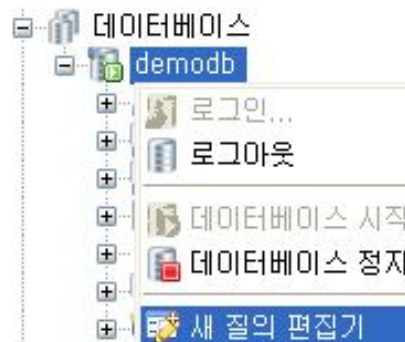 데이터베이스
demodb
로그인...
로그아웃
데이터베이스 시작
데이터베이스 정지
새 질의 편집기